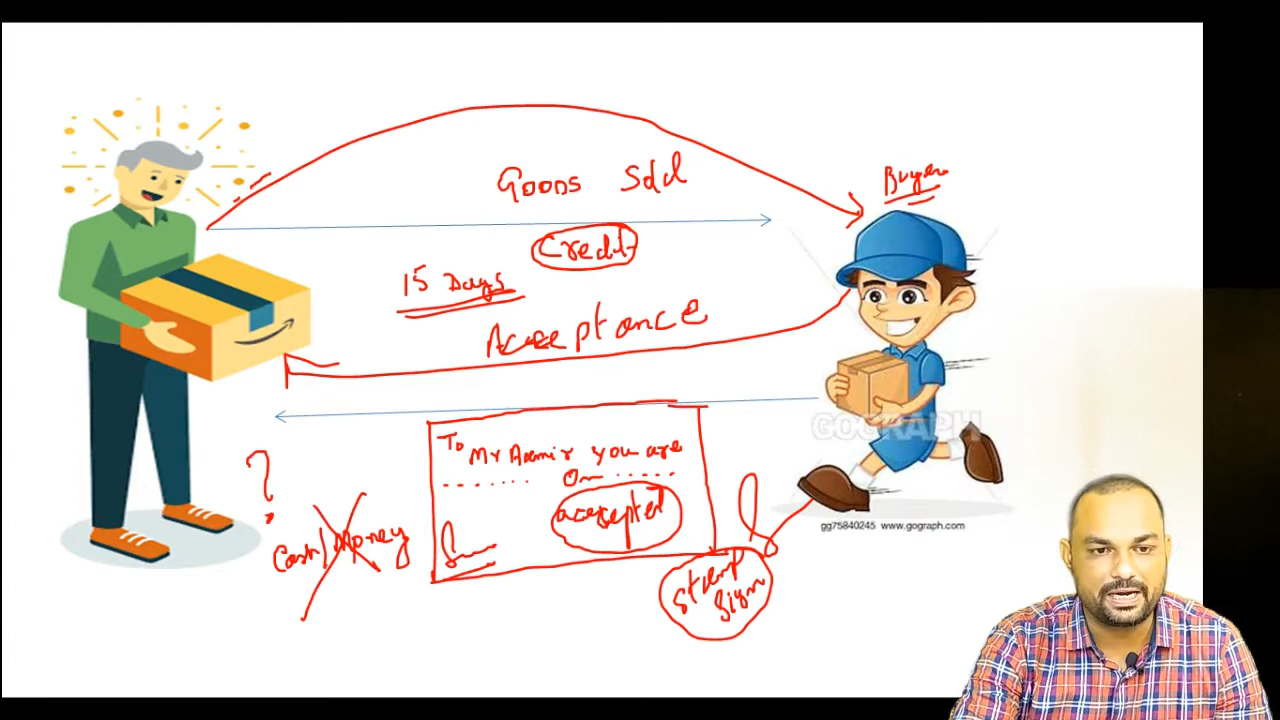 Goods Sold
Buyer
Credit
15 Days
Acceptance
To Mr Aamir you are
on
accepted
?
Cash/Money
Stamp
Sign
GOGRAPH
gg75840245 www.gograph.com